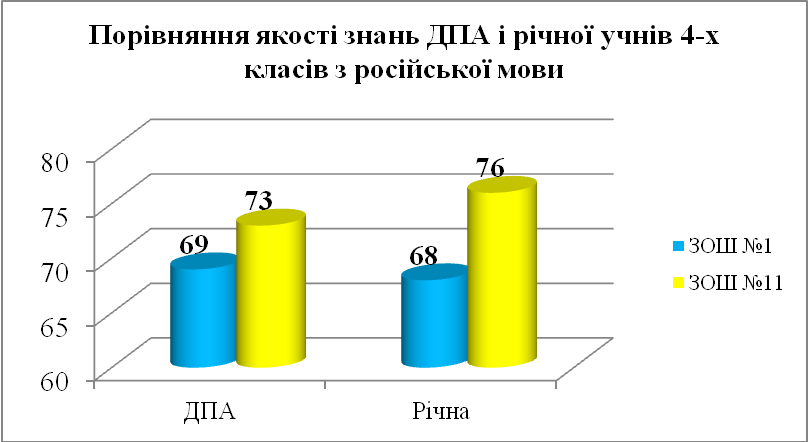 Порівняння якості знань ДПА і річної учнів 4-х
класів з російської мови
80
75
70
65
60
69
73
68
76
ДПА
Річна
ЗОШ №1
ЗОШ №11